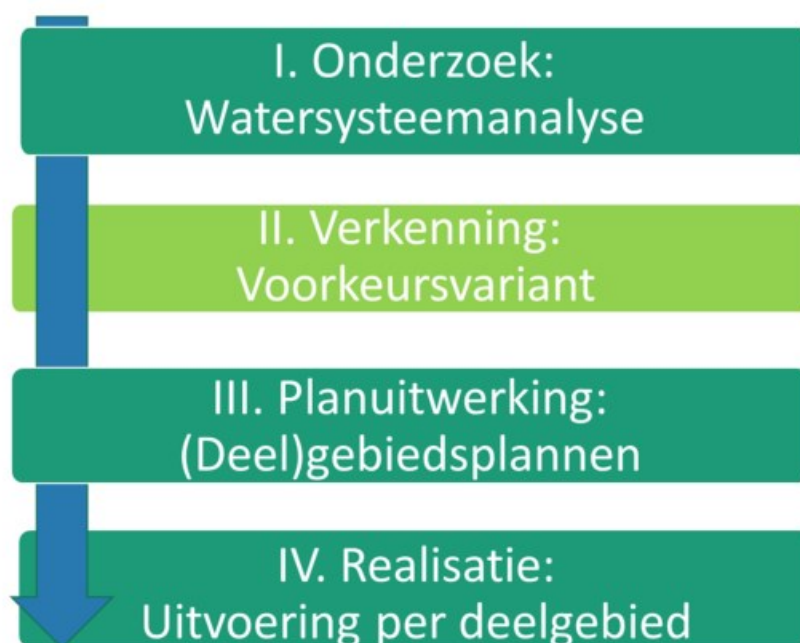 I. Onderzoek:
Watersysteemanalyse
II. Verkenning:
Voorkeursvariant
III. Planuitwerking:
(Deel)gebiedsplannen
IV. Realisatie:
Uitvoering per deelgebied